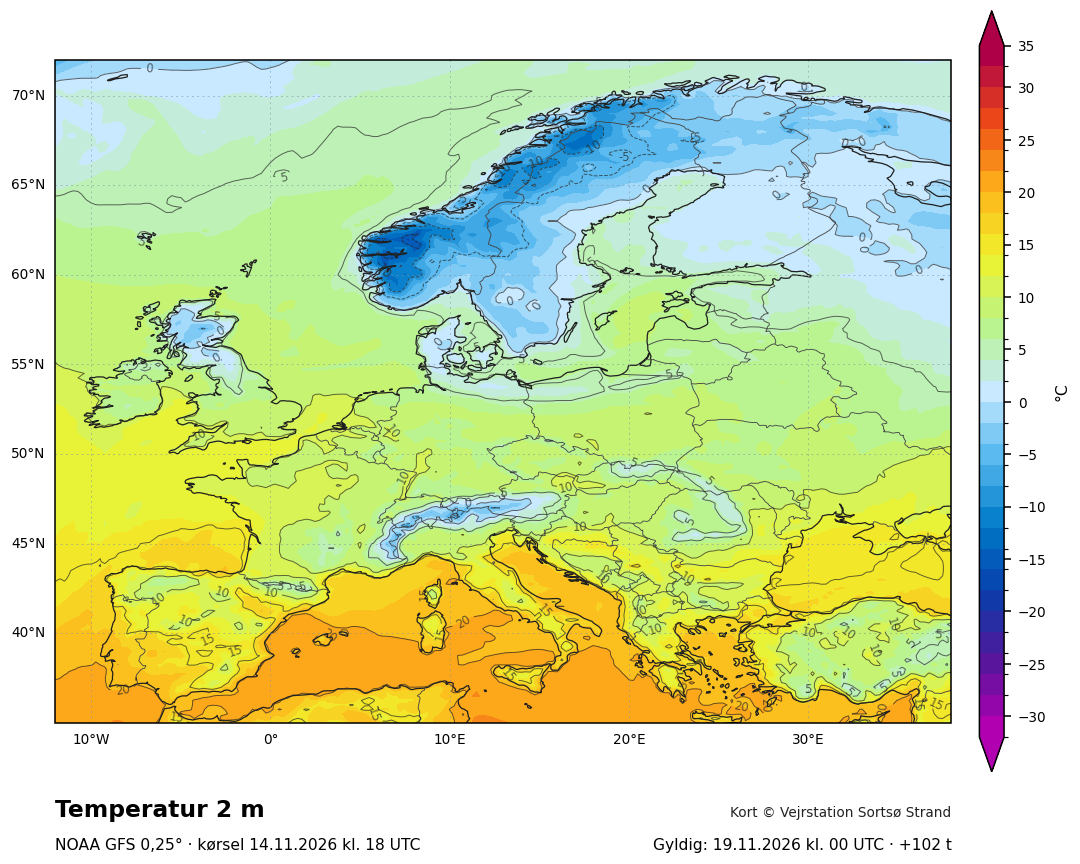 70°N
65°N
60°N
55°N
50°N
45°N
40°N
10°W
0°
10°E
20°E
30°E
35
30
25
20
15
10
5
0
−5
−10
−15
−20
−25
−30
°C
Temperatur 2 m
Kort © Vejrstation Sortsø Strand
NOAA GFS 0,25° · kørsel 14.11.2026 kl. 18 UTC
Gyldig: 19.11.2026 kl. 00 UTC · +102 t